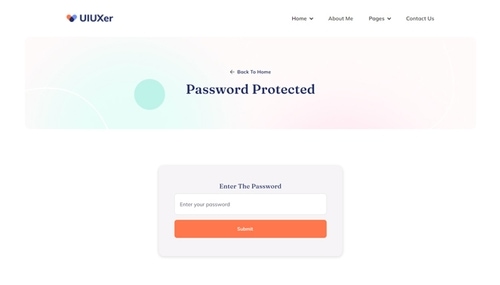 UIUXer
Home
About Me
Pages
Contact Us
← Back To Home
Password Protected
Enter The Password
Enter your password
Submit